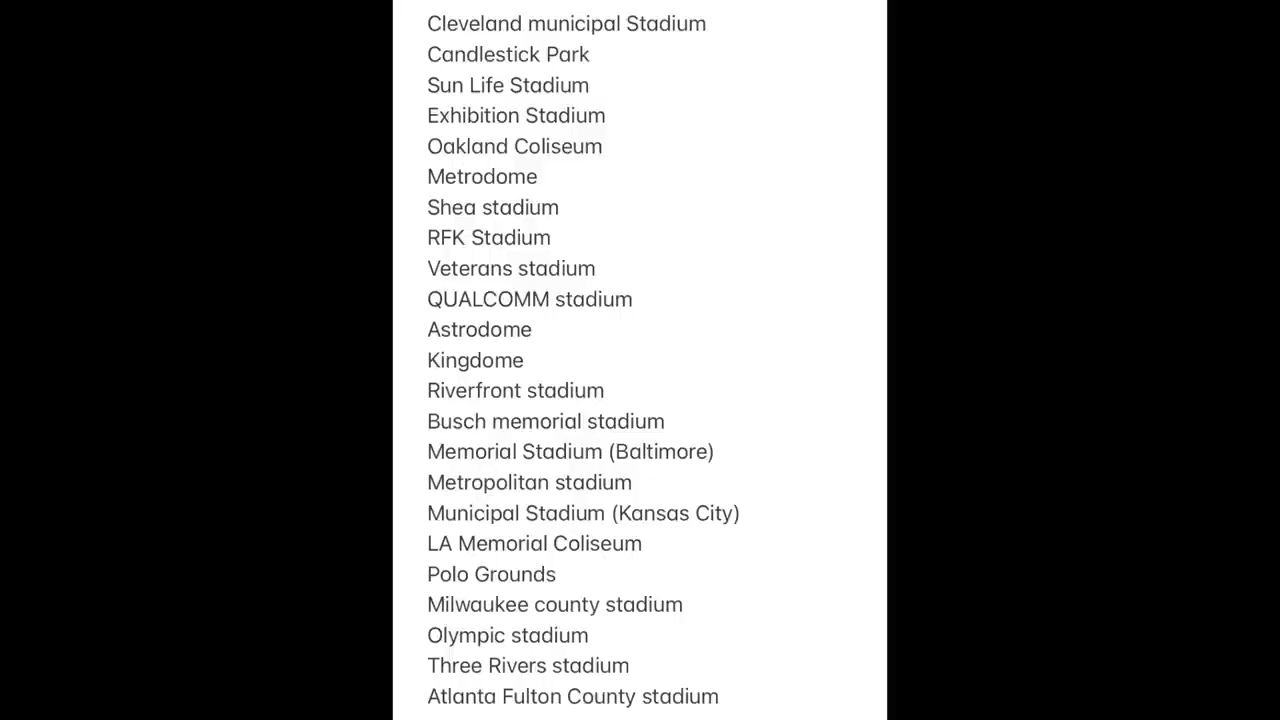 Cleveland municipal Stadium
Candlestick Park
Sun Life Stadium
Exhibition Stadium
Oakland Coliseum
Metrodome
Shea stadium
RFK Stadium
Veterans stadium
QUALCOMM stadium
Astrodome
Kingdome
Riverfront stadium
Busch memorial stadium
Memorial Stadium (Baltimore)
Metropolitan stadium
Municipal Stadium (Kansas City)
LA Memorial Coliseum
Polo Grounds
Milwaukee county stadium
Olympic stadium
Three Rivers stadium
Atlanta Fulton County stadium